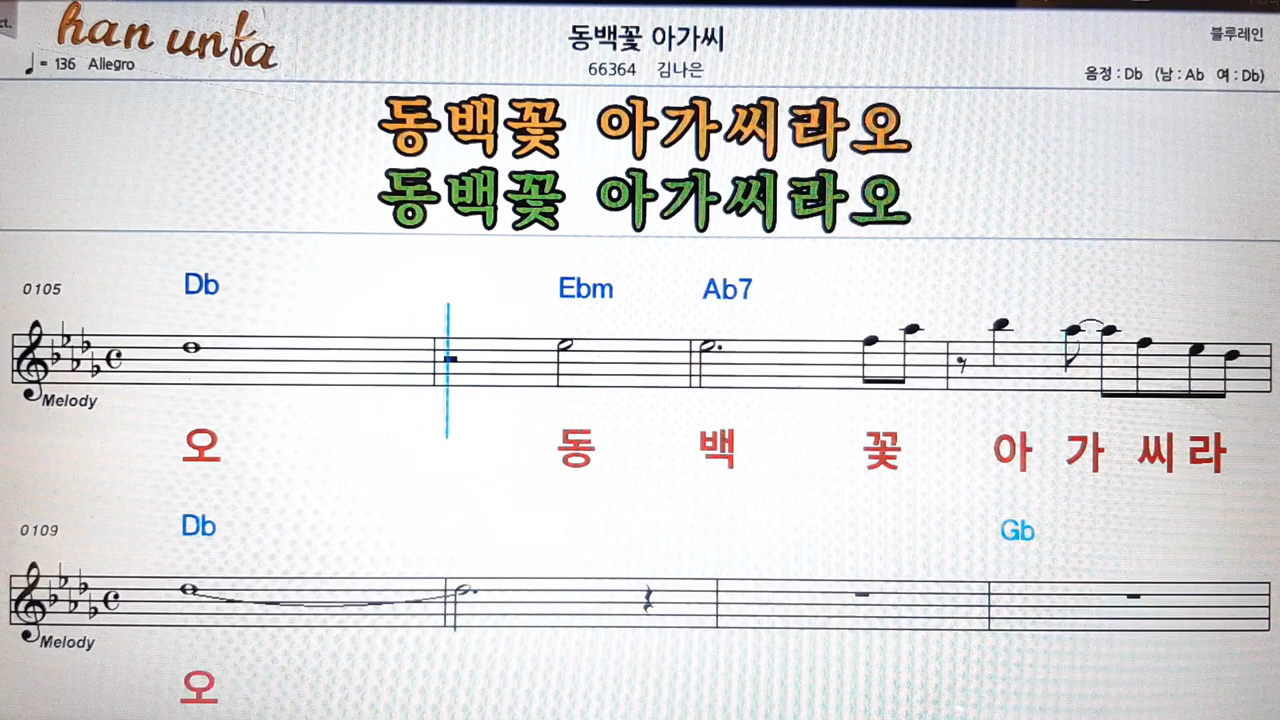 ct.
han unfa
동백꽃 아가씨
블루레인
♩ = 136 Allegro
66364 김나은
음정 : Db (남 : Ab 여 : Db)
동백꽃 아가씨라오
동백꽃 아가씨라오
0105 Db Ebm Ab7
Melody
오 동 백 꽃 아 가 씨 라
0109 Db Gb
Melody
오